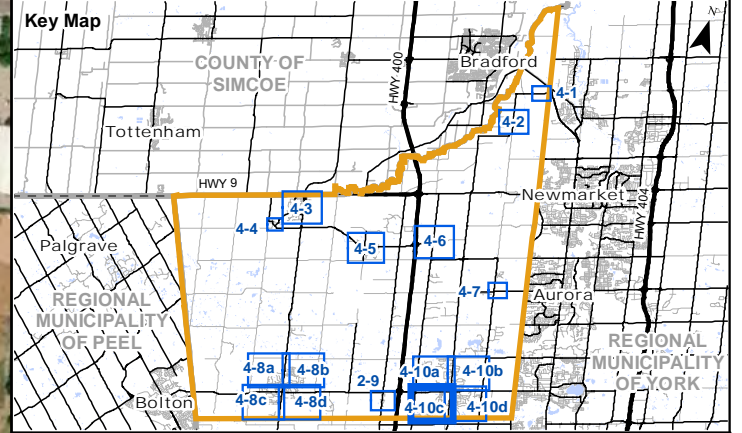 Key Map
N
COUNTY OF
SIMCOE
HWY 400
Bradford
4-1
4-2
Tottenham
HWY 9
Newmarket
HWY 404
4-3
4-4
4-5
4-6
Palgrave
4-7
Aurora
REGIONAL
MUNICIPALITY
OF PEEL
REGIONAL
MUNICIPALITY
OF YORK
4-8a
4-8b
4-10a
4-10b
2-9
4-8c
4-8d
4-10c
4-10d
Bolton